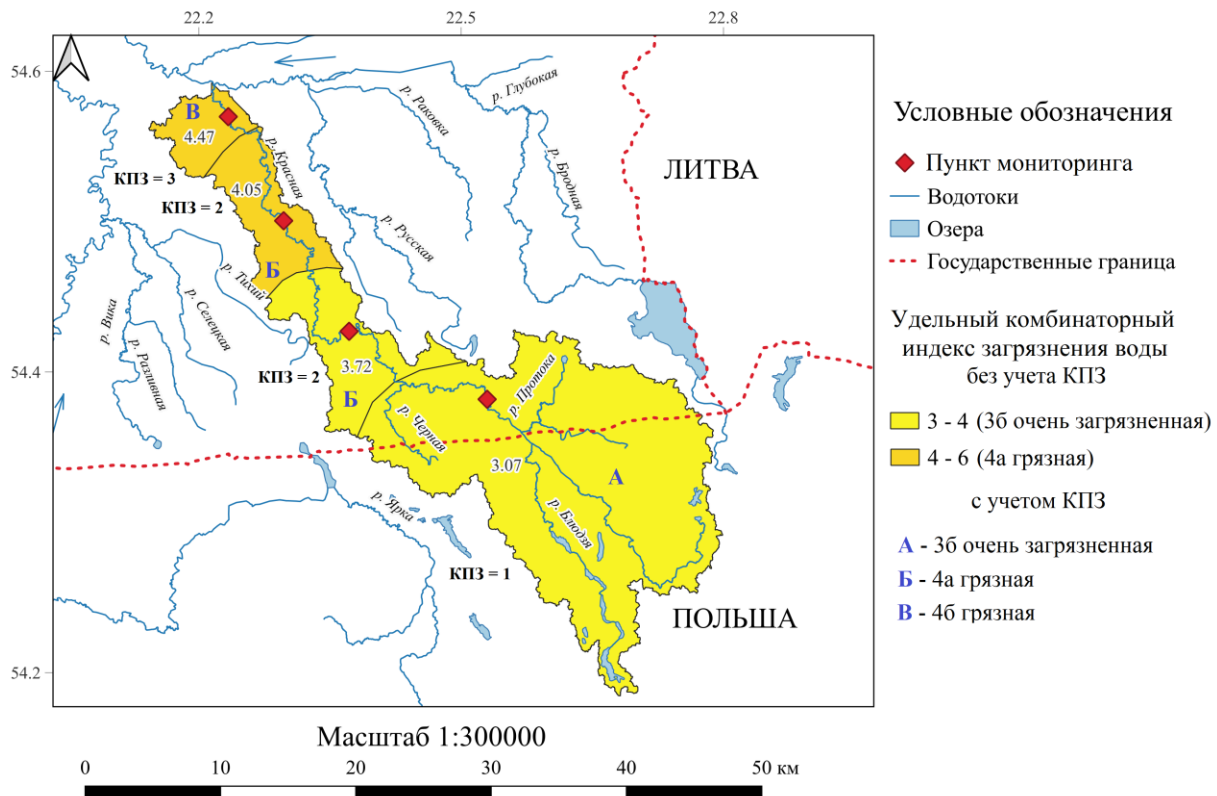 22.2
22.5
22.8
54.6
54.4
54.2
В
4.47
КПЗ = 3
4.05
КПЗ = 2
Б
р. Красная
р. Раковка
р. Глубокая
р. Бродная
р. Русская
ЛИТВА
р. Тихий
р. Вика
р. Селецкая
р. Разливная
3.72
КПЗ = 2
Б
р. Черная
р. Протока
3.07
А
р. Ярка
р. Блюдзя
КПЗ = 1
ПОЛЬША
Условные обозначения
Пункт мониторинга
Водотоки
Озера
Государственные граница
Удельный комбинаторный
индекс загрязнения воды
без учета КПЗ
3 - 4 (3б очень загрязненная)
4 - 6 (4а грязная)
с учетом КПЗ
А - 3б очень загрязненная
Б - 4а грязная
В - 4б грязная
Масштаб 1:300000
0 10 20 30 40 50 км